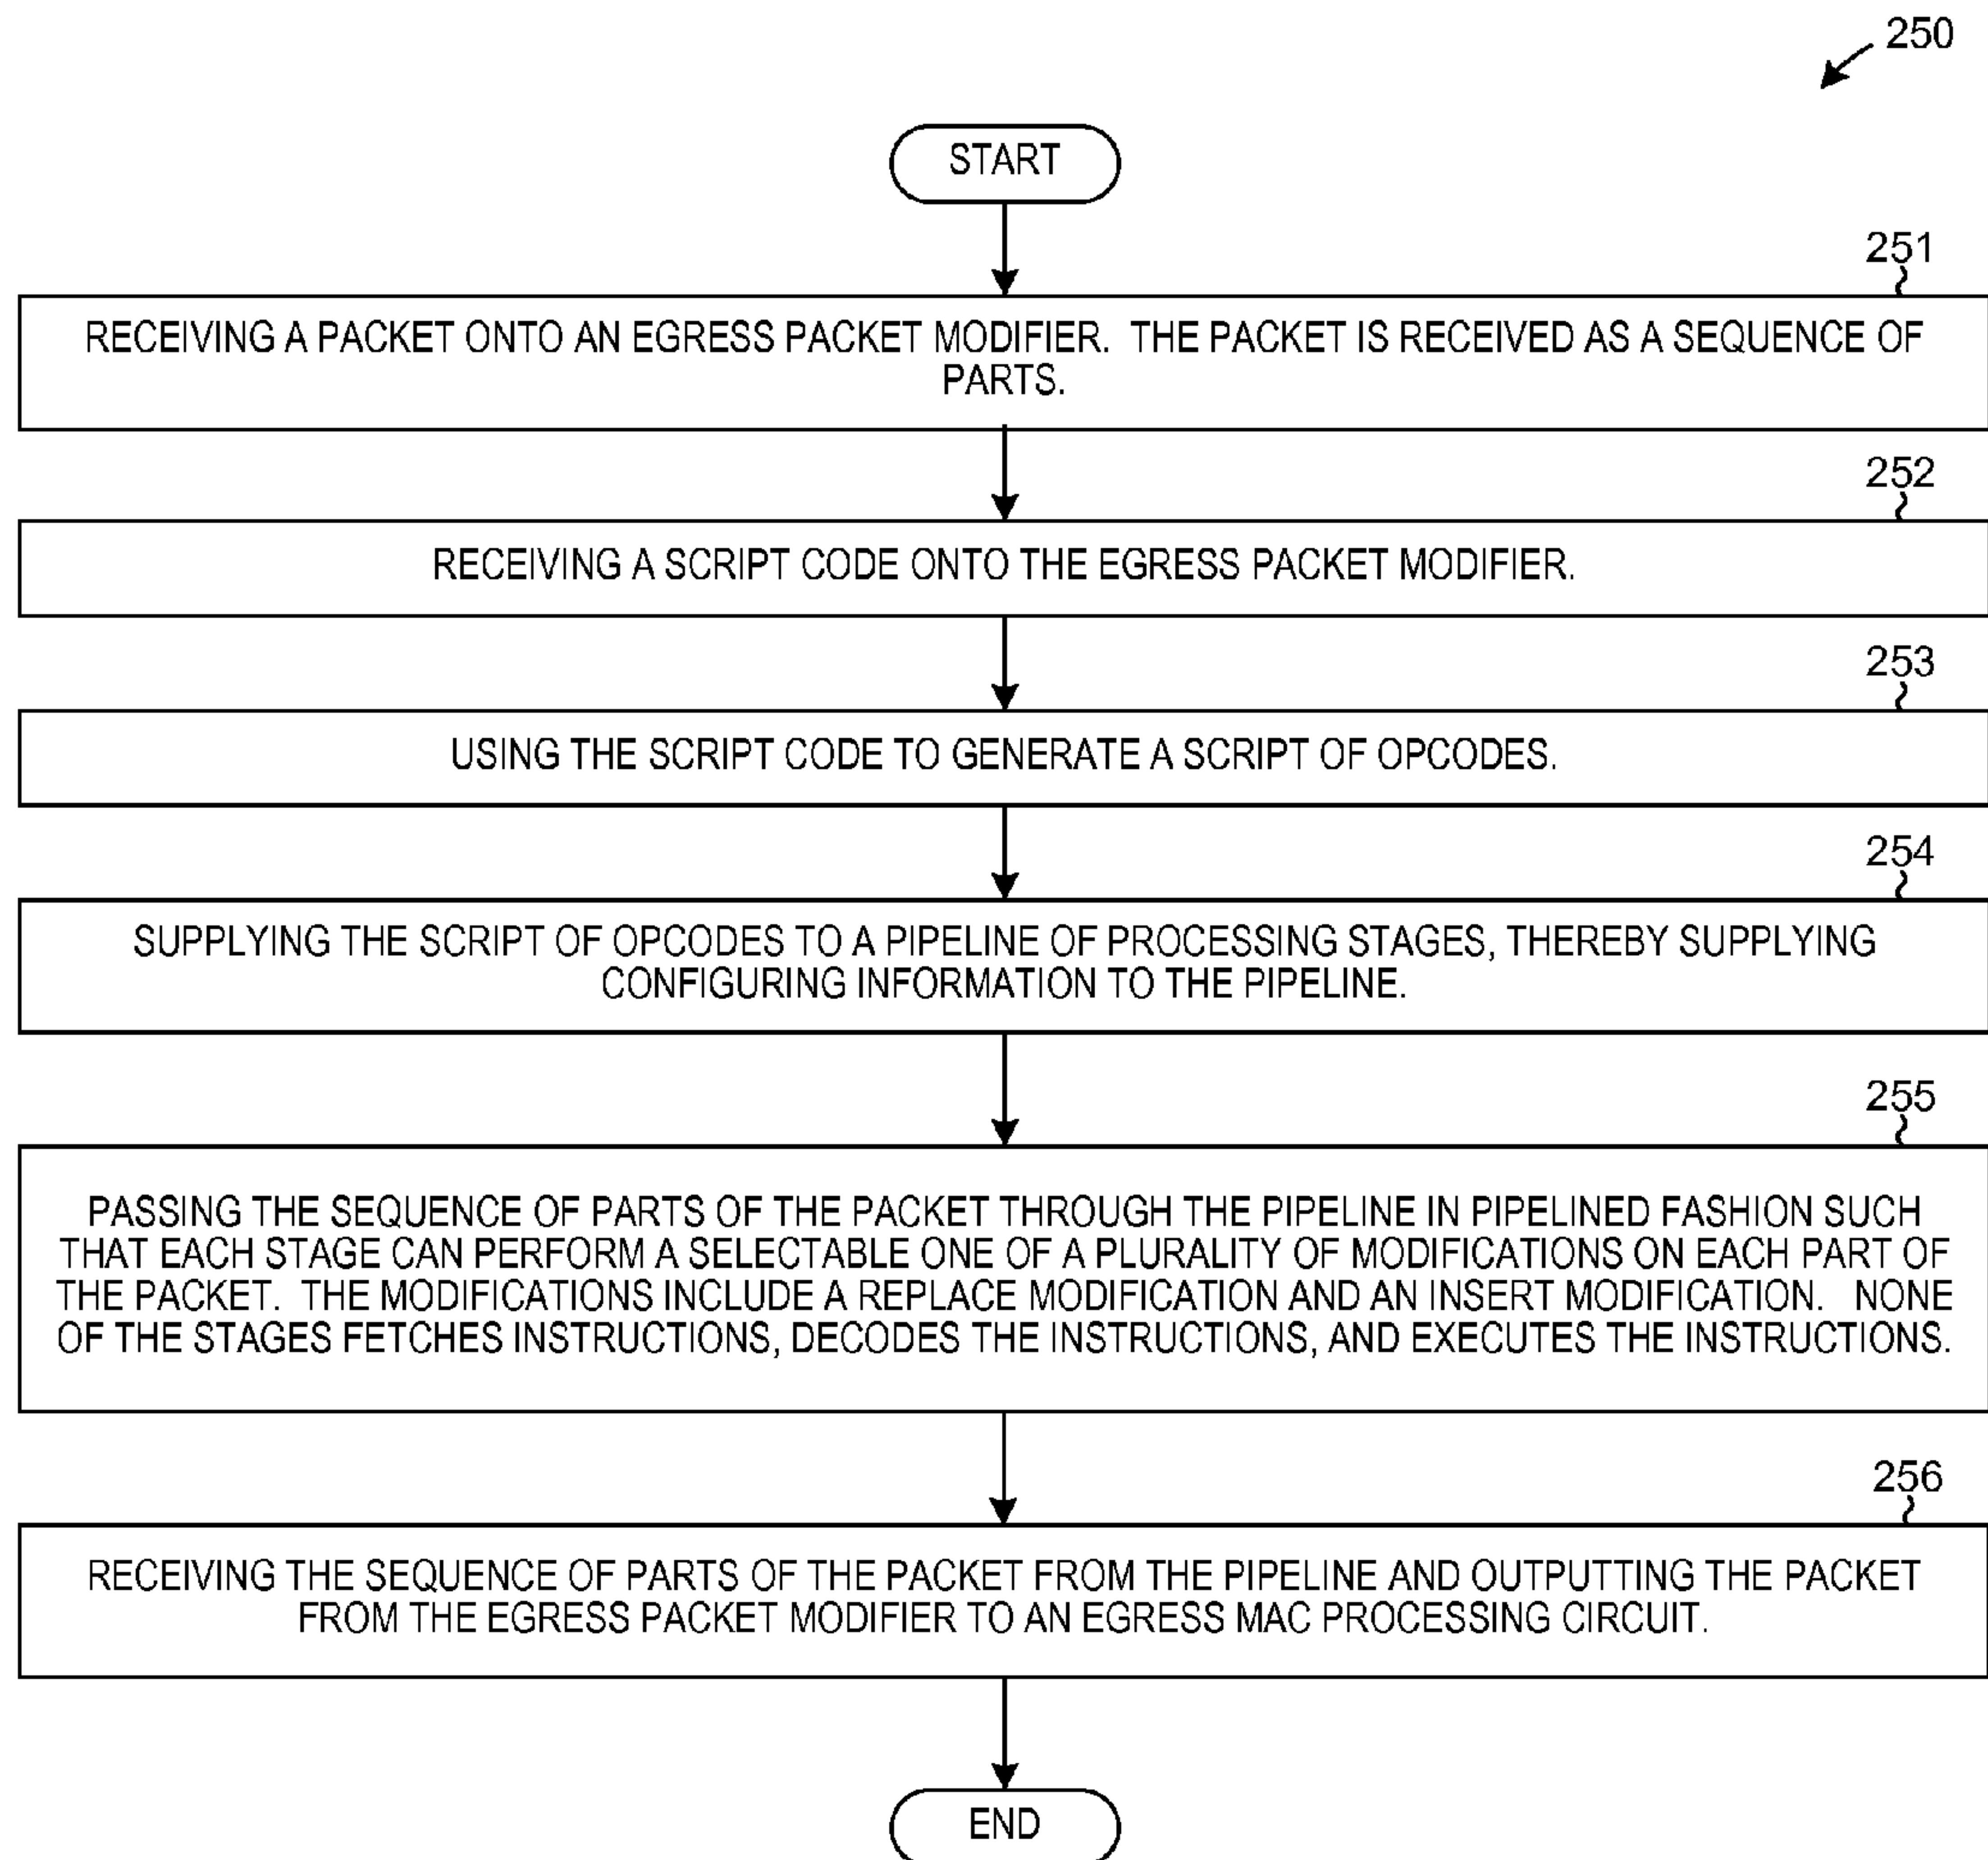 250
START
251
RECEIVING A PACKET ONTO AN EGRESS PACKET MODIFIER. THE PACKET IS RECEIVED AS A SEQUENCE OF
PARTS.
252
RECEIVING A SCRIPT CODE ONTO THE EGRESS PACKET MODIFIER.
253
USING THE SCRIPT CODE TO GENERATE A SCRIPT OF OPCODES.
254
SUPPLYING THE SCRIPT OF OPCODES TO A PIPELINE OF PROCESSING STAGES, THEREBY SUPPLYING
CONFIGURING INFORMATION TO THE PIPELINE.
255
PASSING THE SEQUENCE OF PARTS OF THE PACKET THROUGH THE PIPELINE IN PIPELINED FASHION SUCH
THAT EACH STAGE CAN PERFORM A SELECTABLE ONE OF A PLURALITY OF MODIFICATIONS ON EACH PART OF
THE PACKET. THE MODIFICATIONS INCLUDE A REPLACE MODIFICATION AND AN INSERT MODIFICATION. NONE
OF THE STAGES FETCHES INSTRUCTIONS, DECODES THE INSTRUCTIONS, AND EXECUTES THE INSTRUCTIONS.
256
RECEIVING THE SEQUENCE OF PARTS OF THE PACKET FROM THE PIPELINE AND OUTPUTTING THE PACKET
FROM THE EGRESS PACKET MODIFIER TO AN EGRESS MAC PROCESSING CIRCUIT.
END